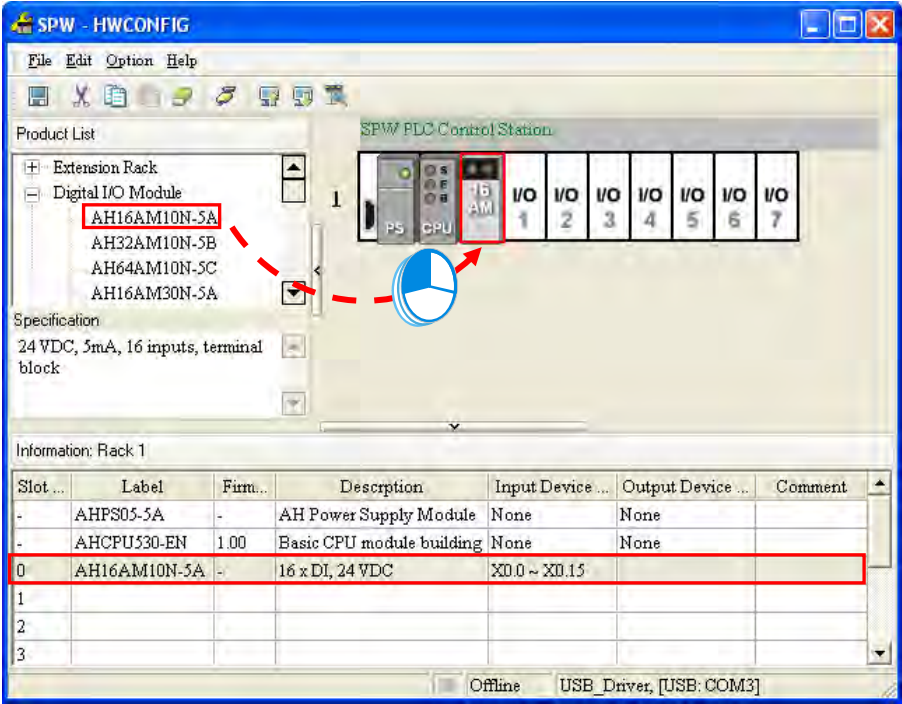 SPW - HWCONFIG
File Edit Option Help
Product List
Extension Rack
Digital I/O Module
AH16AM10N-5A
AH32AM10N-5B
AH64AM10N-5C
AH16AM30N-5A
Specification
24 VDC, 5mA, 16 inputs, terminal
block
SPW PLC Control Station
1
PS CPU 16 AM I/O 1 I/O 2 I/O 3 I/O 4 I/O 5 I/O 6 I/O 7
Information: Rack 1
Slot ... Label Firm... Descrption Input Device ... Output Device ... Comment
- AHPS05-5A - AH Power Supply Module None None
- AHCPU530-EN 1.00 Basic CPU module building None None
0 AH16AM10N-5A - 16 x DI, 24 VDC X0.0 ~ X0.15
1
2
3
Offline USB_Driver, [USB: COM3]